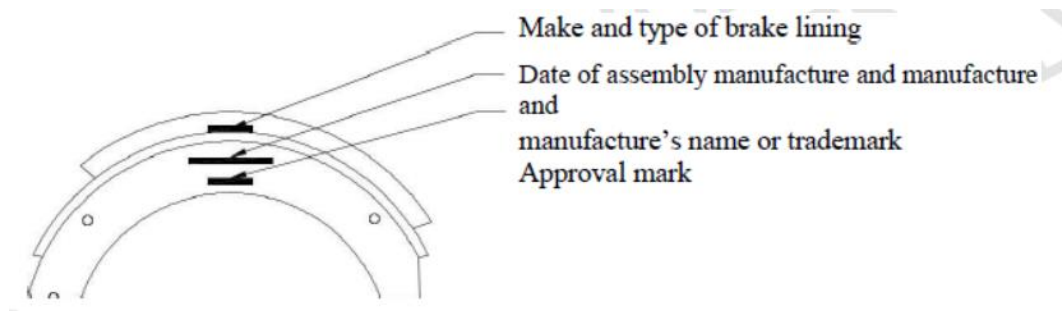 Make and type of brake lining
Date of assembly manufacture and manufacture
and
manufacture's name or trademark
Approval mark